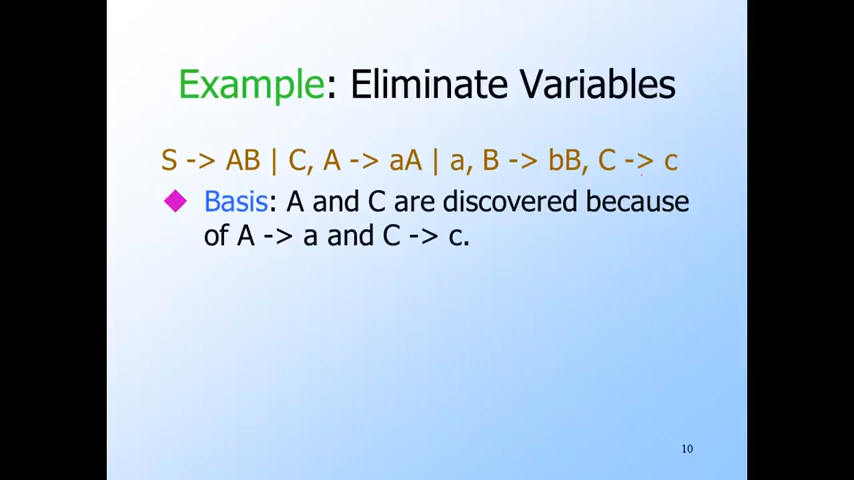 Example: Eliminate Variables
S -> AB | C, A -> aA | a, B -> bB, C -> c
Basis: A and C are discovered because
of A -> a and C -> c.
10